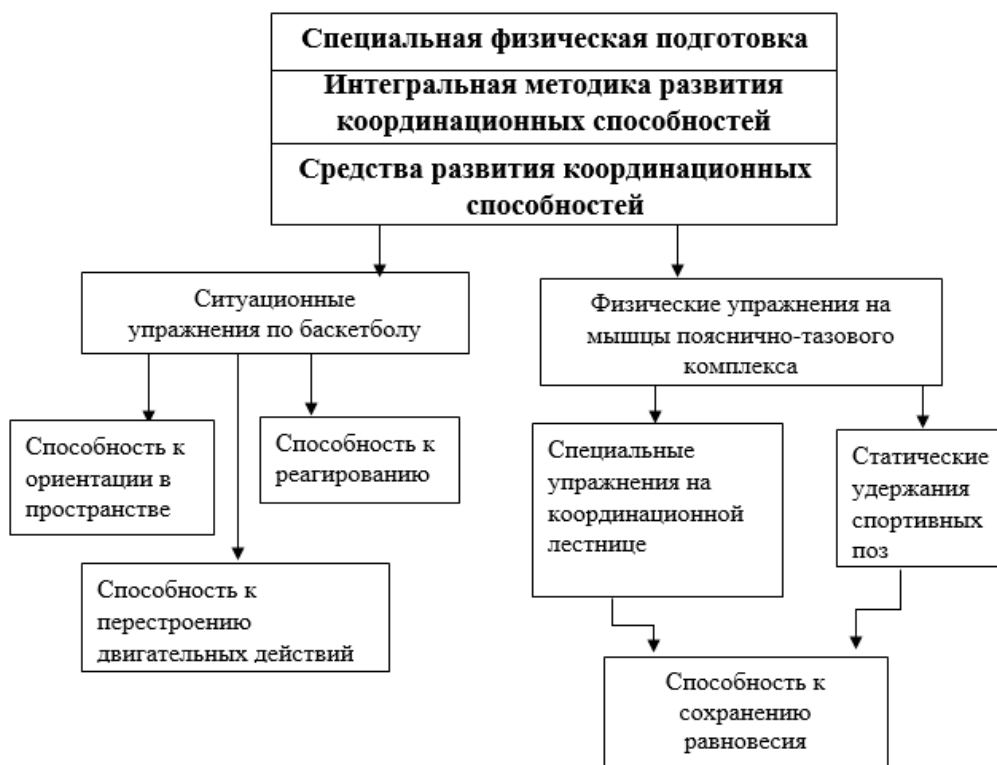 Специальная физическая подготовка
Интегральная методика развития
координационных способностей
Средства развития координационных
способностей
Ситуационные
упражнения по баскетболу
Физические упражнения на
мышцы пояснично-тазового
комплекса
Способность к
ориентации в
пространстве
Способность к
реагированию
Специальные
упражнения на
координационной
лестнице
Статические
удержания
спортивных
поз
Способность к
перестроению
двигательных действий
Способность к
сохранению
равновесия